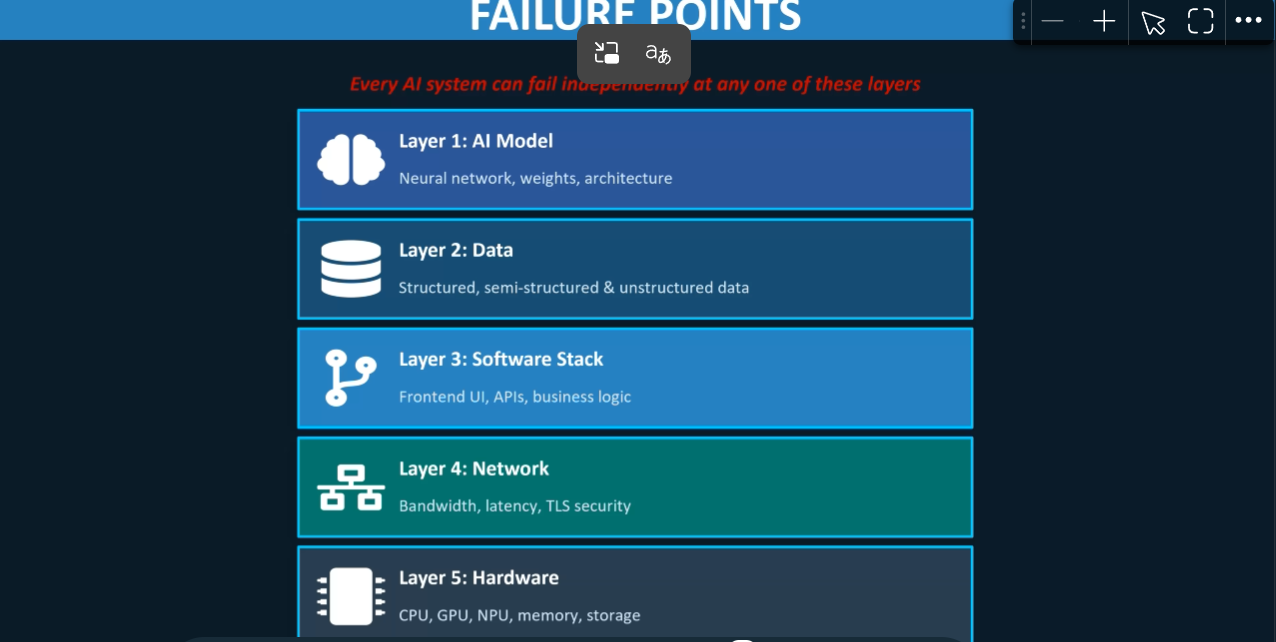 FAILURE POINTS
aあ
Every AI system can fail independently at any one of these layers
Layer 1: AI Model
Neural network, weights, architecture
Layer 2: Data
Structured, semi-structured & unstructured data
Layer 3: Software Stack
Frontend UI, APIs, business logic
Layer 4: Network
Bandwidth, latency, TLS security
Layer 5: Hardware
CPU, GPU, NPU, memory, storage